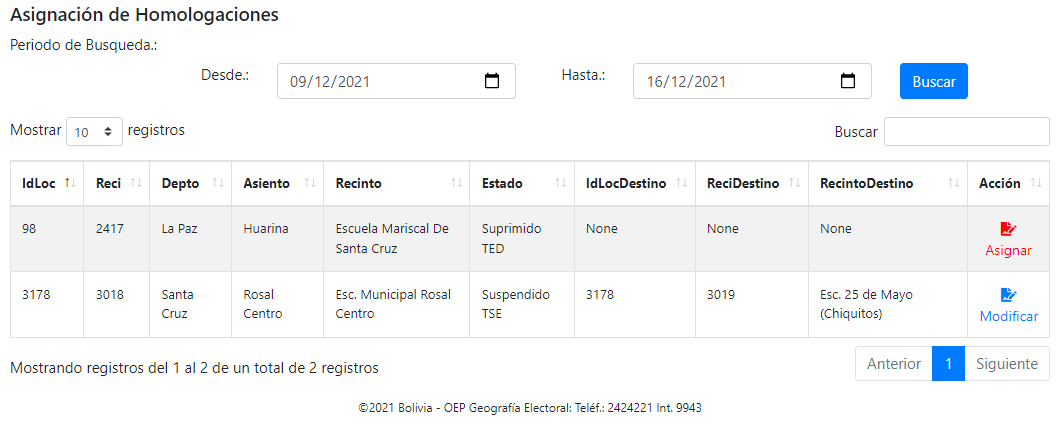 Asignación de Homologaciones
Periodo de Busqueda.:
Desde.: 09/12/2021 Hasta.: 16/12/2021 Buscar
Mostrar 10 registros Buscar
IdLoc Reci Depto Asiento Recinto Estado IdLocDestino ReciDestino RecintoDestino Acción
98 2417 La Paz Huarina Escuela Mariscal De Suprimido None None None
Santa Cruz TED Asignar
3178 3018 Santa Rosal Esc. Municipal Rosal Suspendido 3178 3019 Esc. 25 de Mayo
Cruz Centro Centro TSE (Chiquitos) Modificar
Mostrando registros del 1 al 2 de un total de 2 registros Anterior 1 Siguiente
©2021 Bolivia - OEP Geografía Electoral: Teléf.: 2424221 Int. 9943